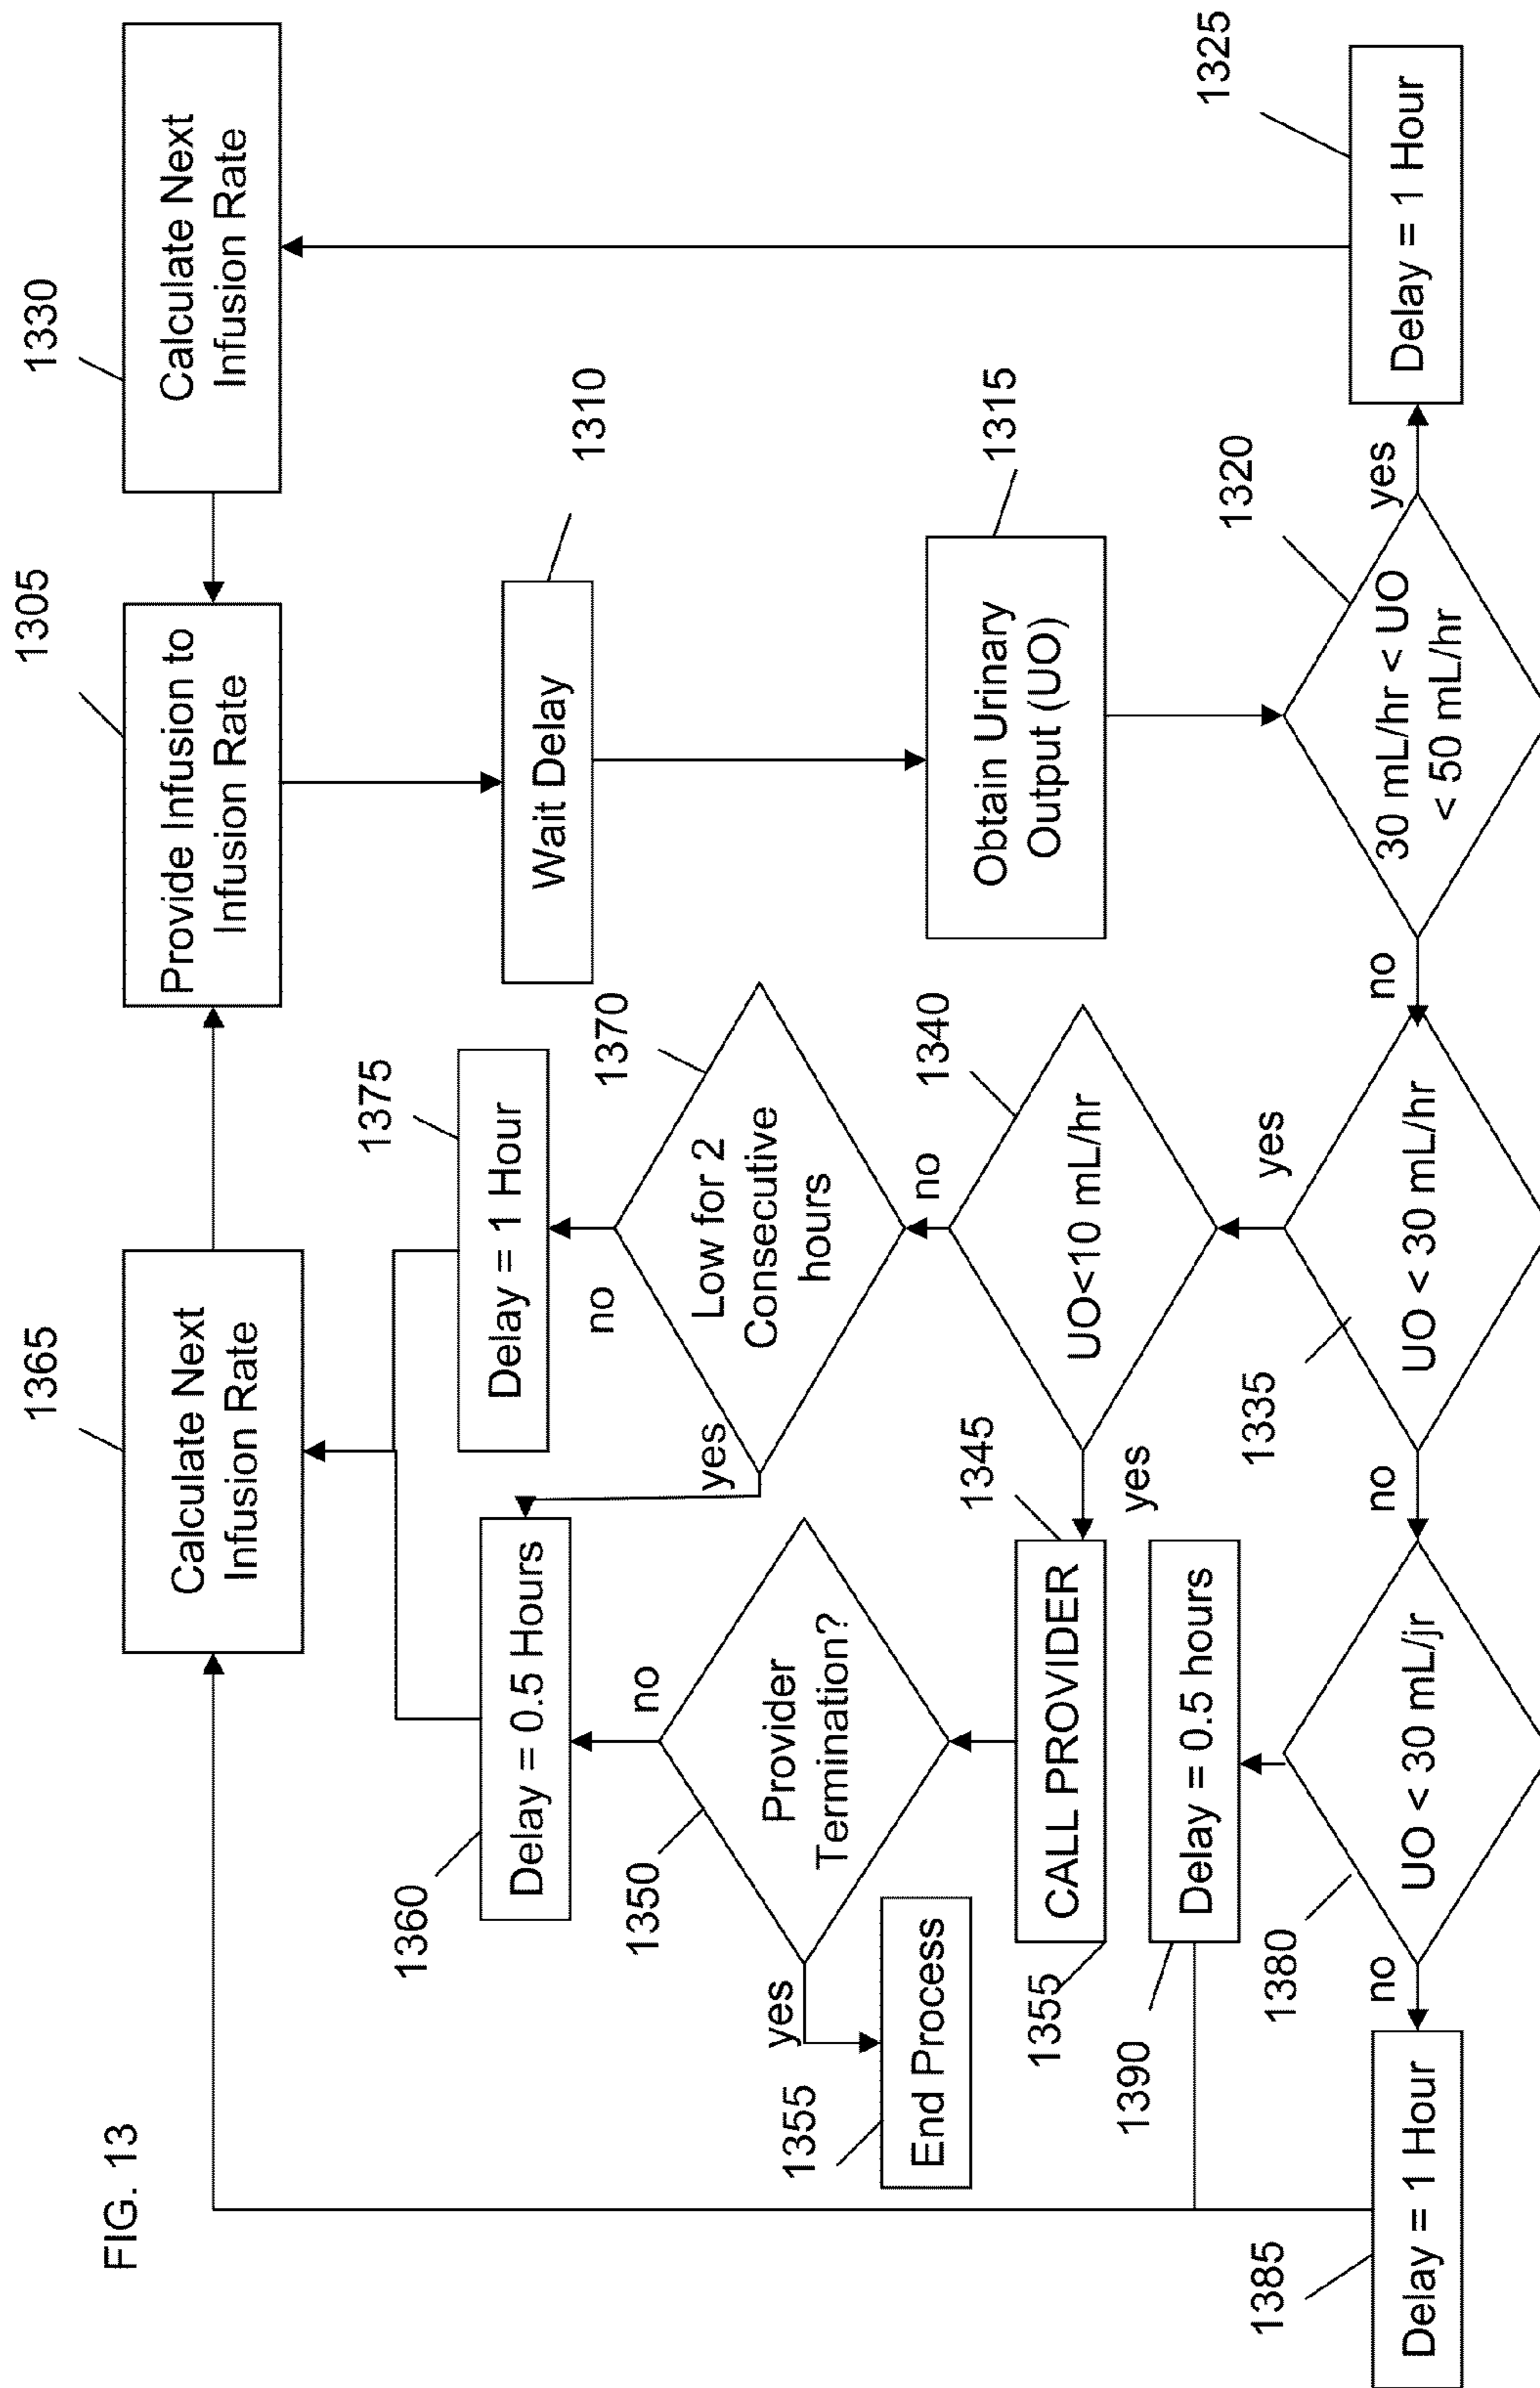 FIG. 13
1365
Calculate Next
Infusion Rate
1305
Provide Infusion to
Infusion Rate
1330
Calculate Next
Infusion Rate
1375
Delay = 1 Hour
1310
Wait Delay
1360
Delay = 0.5 Hours
no
yes
1370
Low for 2
Consecutive
hours
no
1350
Provider
Termination?
no
yes
1355
End Process
1315
Obtain Urinary
Output (UO)
1340
UO<10 mL/hr
yes
1345
CALL PROVIDER
1355
1390
Delay = 0.5 hours
yes
1385
Delay = 1 Hour
no
1380
UO < 30 mL/jr
no
1335
UO < 30 mL/hr
no
1320
30 mL/hr < UO
< 50 mL/hr
yes
1325
Delay = 1 Hour